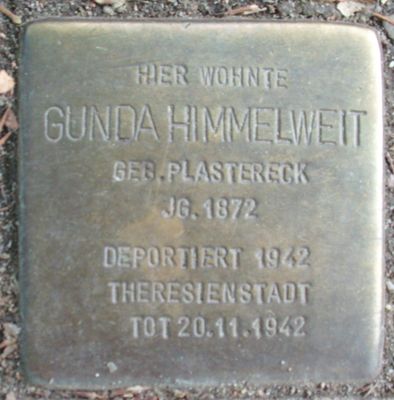 HIER WOHNTE
GUNDA HIMMELWEIT
GEB. PLASTERECK
JG. 1872
DEPORTIERT 1942
THERESIENSTADT
TOT 20.11.1942